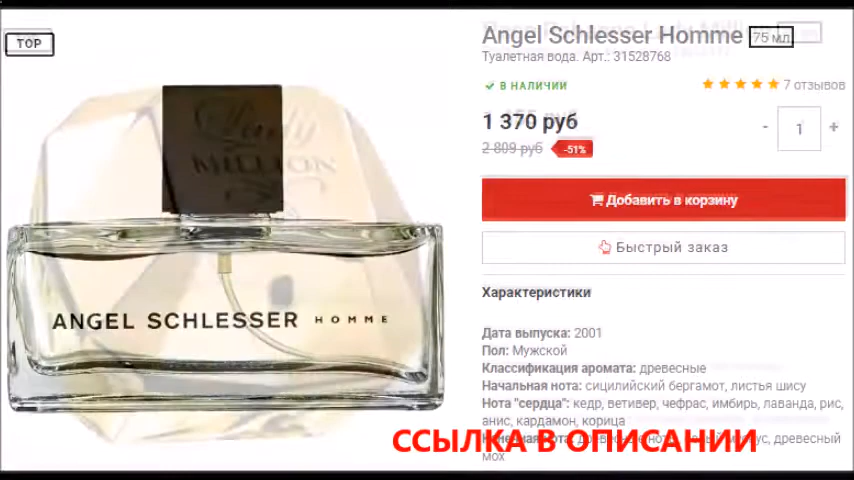 TOP
Angel Schlesser Homme 75 мл.
Туалетная вода. Арт.: 31528768
В НАЛИЧИИ
7 отзывов
1 370 руб
- 1 +
2 809 руб -51%
Добавить в корзину
Быстрый заказ
Характеристики
Дата выпуска: 2001
Пол: Мужской
Классификация аромата: древесные
Начальная нота: сицилийский бергамот, листья шису
Нота "сердца": кедр, ветивер, чефрас, имбирь, лаванда, рис,
анис, кардамон, корица
древесный
мох
ССЫЛКА В ОПИСАНИИ
Lady
MILLION
ANGEL SCHLESSER HOMME